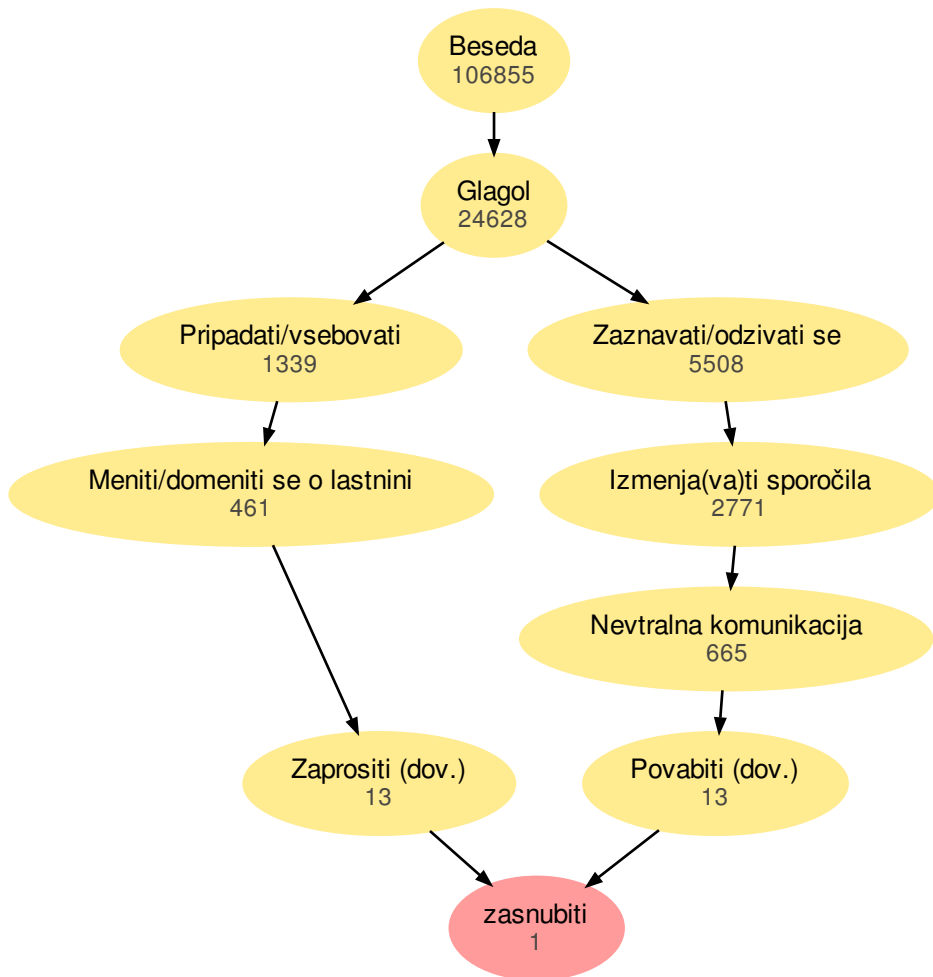 Beseda
106855
Glagol
24628
Pripadati/vsebovati
1339
Zaznavati/odzivati se
5508
Meniti/domeniti se o lastnini
461
Izmenja(va)ti sporočila
2771
Nevtralna komunikacija
665
Zaprositi (dov.)
13
Povabiti (dov.)
13
zasnubiti
1